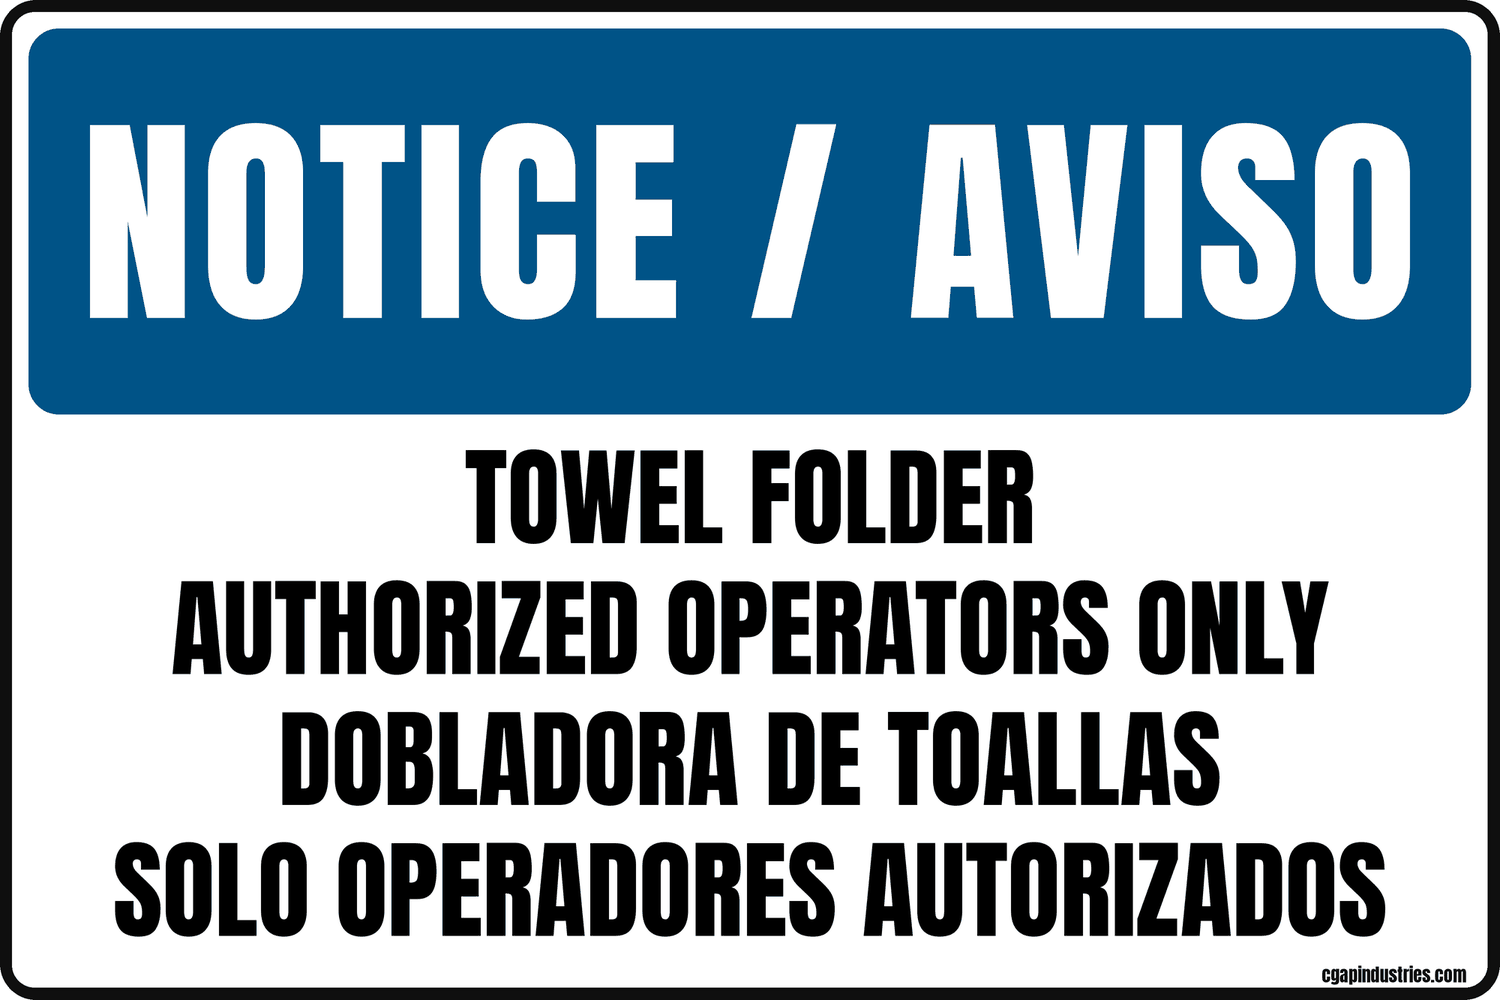 NOTICE / AVISO
TOWEL FOLDER
AUTHORIZED OPERATORS ONLY
DOBLADORA DE TOALLAS
SOLO OPERADORES AUTORIZADOS
cgapindustries.com